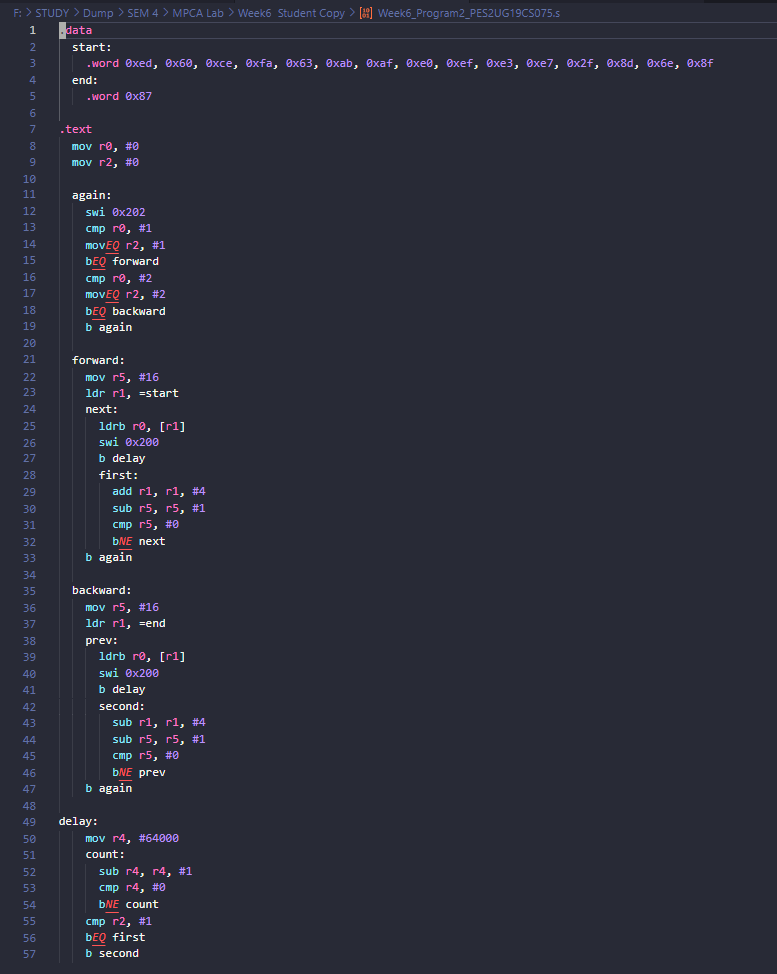 F: > STUDY > Dump > SEM 4 > MPCA Lab > Week6 Student Copy > Week6_Program2_PES2UG19CS075.s
1 .data
2 start:
3 .word 0xed, 0x60, 0xce, 0xfa, 0x63, 0xab, 0xaf, 0xe0, 0xef, 0xe3, 0xe7, 0x2f, 0x8d, 0x6e, 0x8f
4 end:
5 .word 0x87
6
7 .text
8 mov r0, #0
9 mov r2, #0
10
11 again:
12 swi 0x202
13 cmp r0, #1
14 movEQ r2, #1
15 bEQ forward
16 cmp r0, #2
17 movEQ r2, #2
18 bEQ backward
19 b again
20
21 forward:
22 mov r5, #16
23 ldr r1, =start
24 next:
25 ldrb r0, [r1]
26 swi 0x200
27 b delay
28 first:
29 add r1, r1, #4
30 sub r5, r5, #1
31 cmp r5, #0
32 bNE next
33 b again
34
35 backward:
36 mov r5, #16
37 ldr r1, =end
38 prev:
39 ldrb r0, [r1]
40 swi 0x200
41 b delay
42 second:
43 sub r1, r1, #4
44 sub r5, r5, #1
45 cmp r5, #0
46 bNE prev
47 b again
48
49 delay:
50 mov r4, #64000
51 count:
52 sub r4, r4, #1
53 cmp r4, #0
54 bNE count
55 cmp r2, #1
56 bEQ first
57 b second